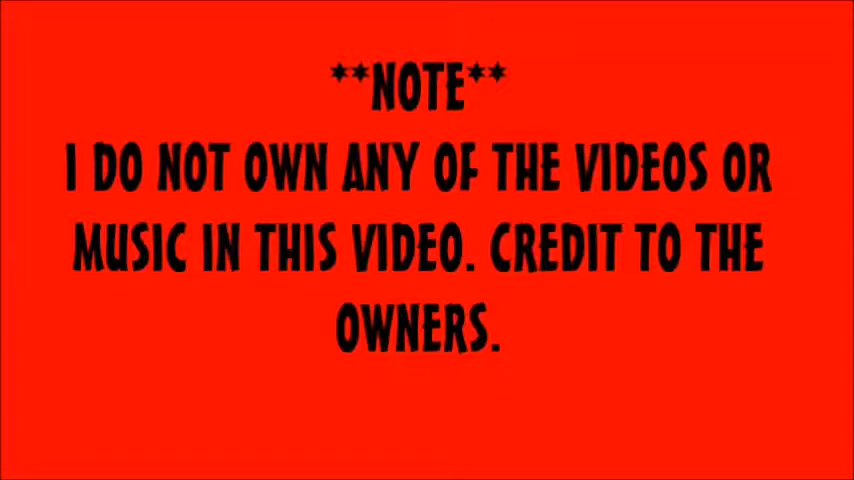 **NOTE**
I DO NOT OWN ANY OF THE VIDEOS OR
MUSIC IN THIS VIDEO. CREDIT TO THE
OWNERS.